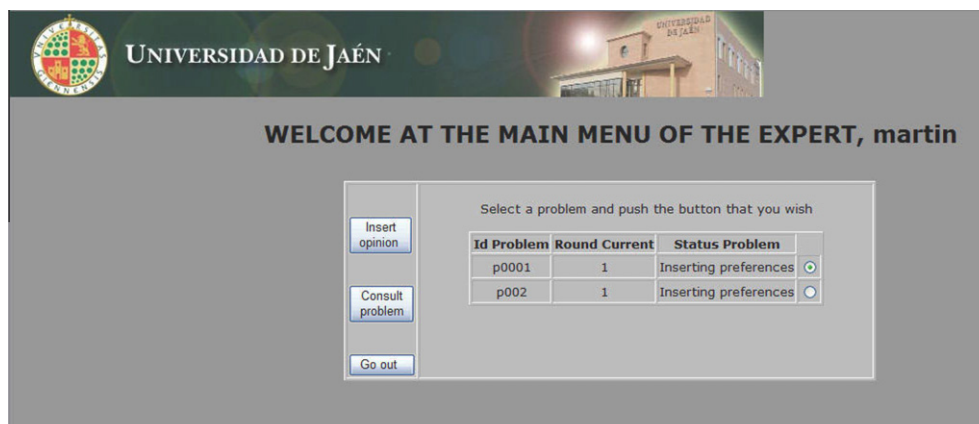 UNIVERSITAS
GIENNENSIS
UNIVERSIDAD DE JAÉN
UNIVERSIDAD
DE JAÉN
WELCOME AT THE MAIN MENU OF THE EXPERT, martin
Insert
opinion
Consult
problem
Go out
Select a problem and push the button that you wish
Id Problem Round Current Status Problem
p0001 1 Inserting preferences
p002 1 Inserting preferences